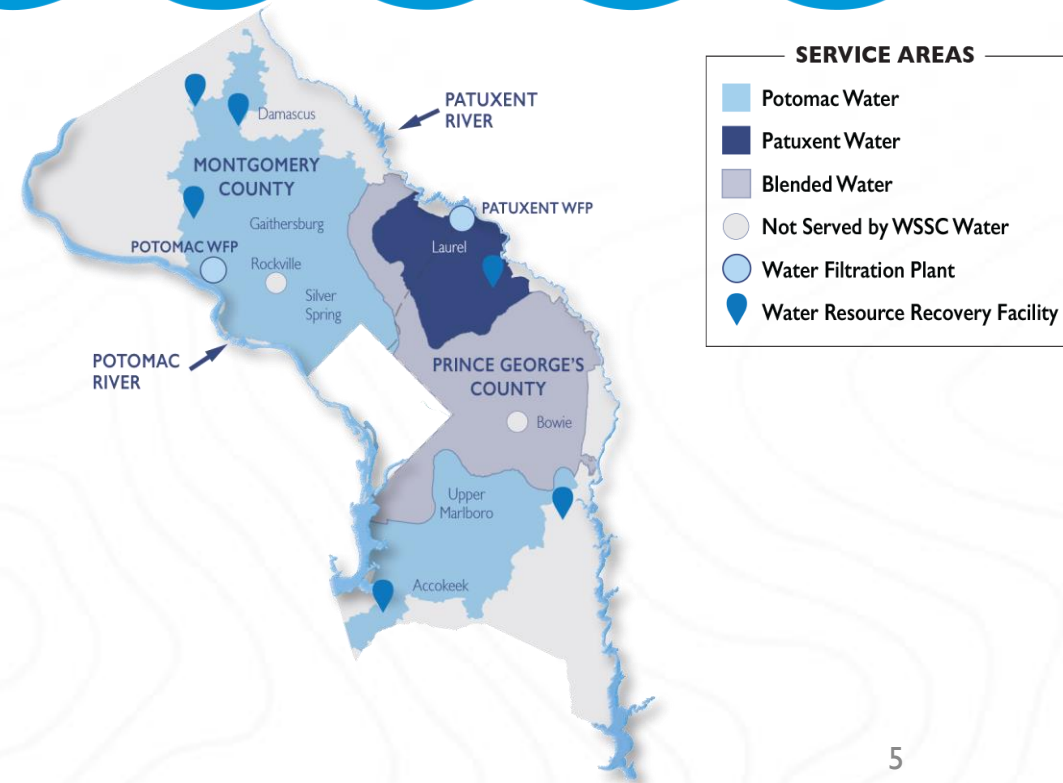 SERVICE AREAS
Potomac Water
Patuxent Water
Blended Water
Not Served by WSSC Water
Water Filtration Plant
Water Resource Recovery Facility
PATUXENT
RIVER
Damascus
MONTGOMERY
COUNTY
PATUXENT WFP
Gaithersburg
POTOMAC WFP
Laurel
Rockville
Silver
Spring
POTOMAC
RIVER
PRINCE GEORGE'S
COUNTY
Bowie
Upper
Marlboro
Accokeek
5